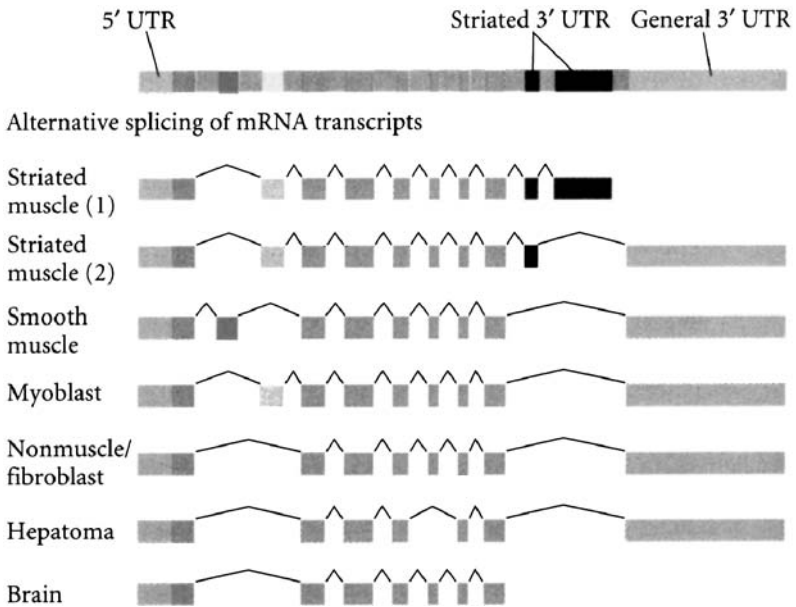 5′ UTR
Striated 3′ UTR
General 3′ UTR
Alternative splicing of mRNA transcripts
Striated
muscle (1)
Striated
muscle (2)
Smooth
muscle
Myoblast
Nonmuscle/
fibroblast
Hepatoma
Brain